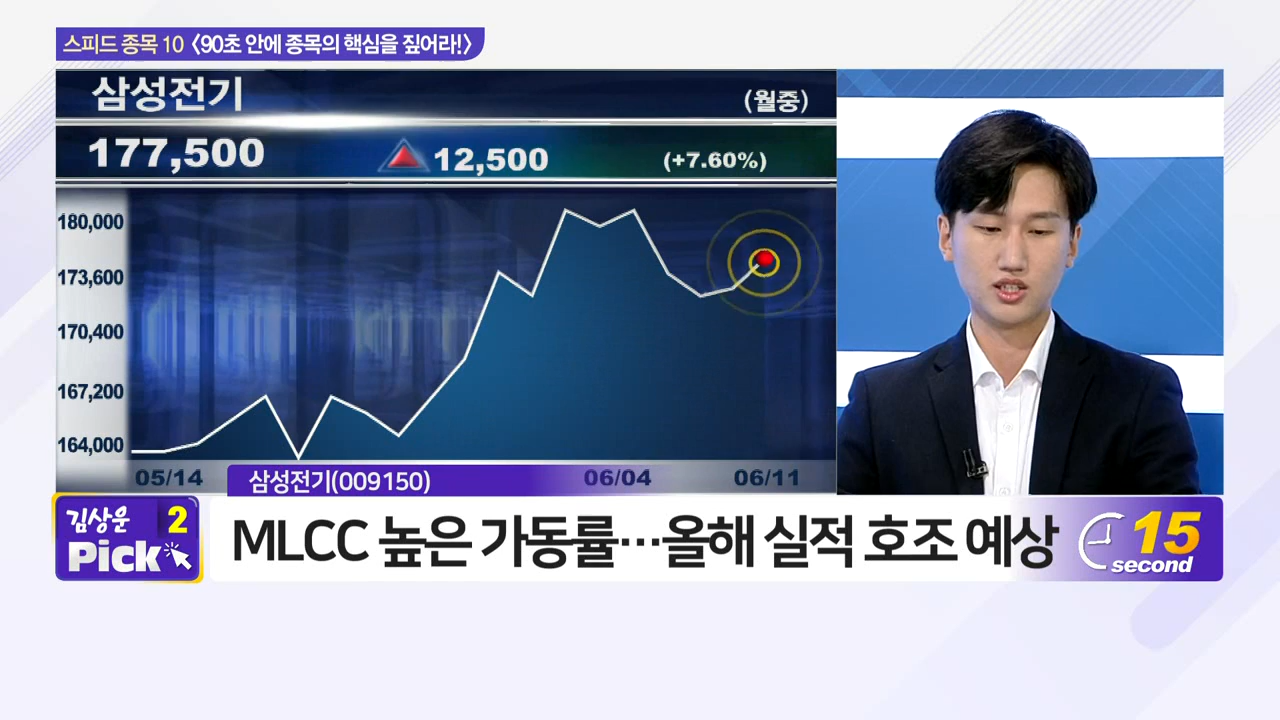 스피드 종목 10 <90초 안에 종목의 핵심을 짚어라!>
삼성전기 (월중)
177,500 ▲ 12,500 (+7.60%)
180,000
173,600
170,400
167,200
164,000
05/14 06/04 06/11
삼성전기(009150)
김상운 2
Pick
MLCC 높은 가동률…올해 실적 호조 예상
15
second